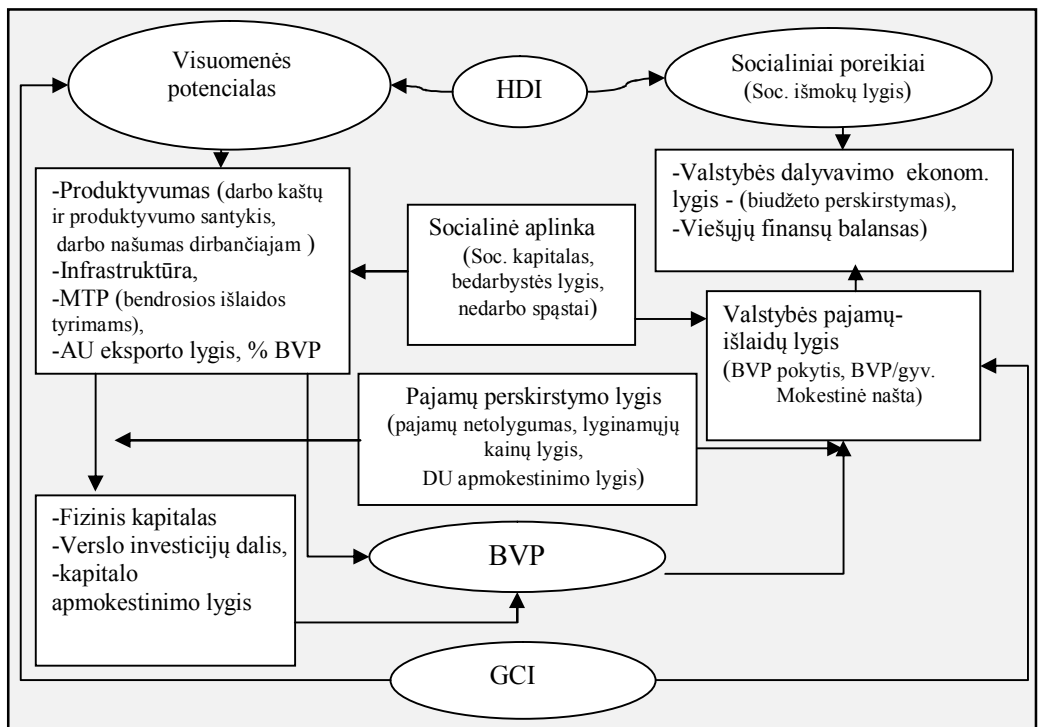 Visuomenės
potencialas
HDI
Socialiniai poreikiai
(Soc. išmokų lygis)
-Produktyvumas (darbo kaštų
ir produktyvumo santykis,
darbo našumas dirbančiajam )
-Infrastruktūra,
-MTP (bendrosios išlaidos
tyrimams),
-AU eksporto lygis, % BVP
Socialinė aplinka
(Soc. kapitalas,
bedarbystės lygis,
nedarbo spąstai)
-Valstybės dalyvavimo ekonom.
lygis - (biudžeto perskirstymas),
-Viešųjų finansų balansas)
Valstybės pajamų-
išlaidų lygis
(BVP pokytis, BVP/gyv.
Mokestinė našta)
Pajamų perskirstymo lygis
(pajamų netolygumas, lyginamųjų
kainų lygis,
DU apmokestinimo lygis)
-Fizinis kapitalas
-Verslo investicijų dalis,
-kapitalo
apmokestinimo lygis
BVP
GCI